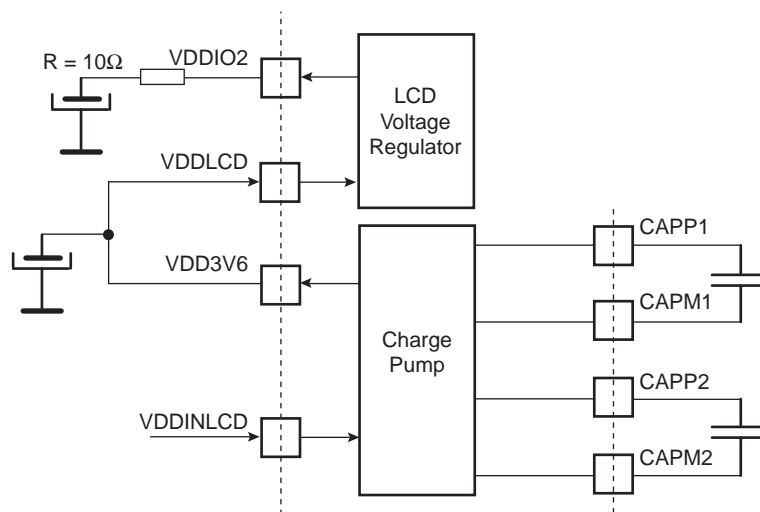 R = 10Ω
VDDIO2
LCD
Voltage
Regulator
VDDLCD
CAPP1
VDD3V6
CAPM1
Charge
Pump
CAPP2
VDDINLCD
CAPM2